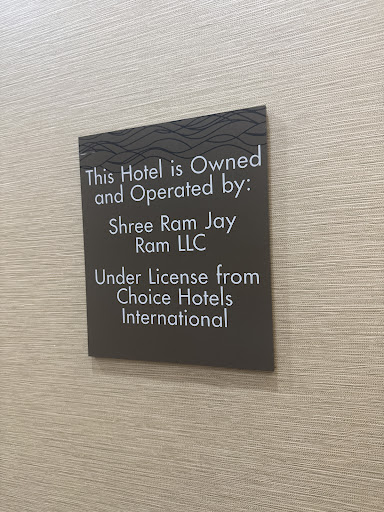 This Hotel is Owned
and Operated by:
Shree Ram Jay
Ram LLC
Under License from
Choice Hotels
International